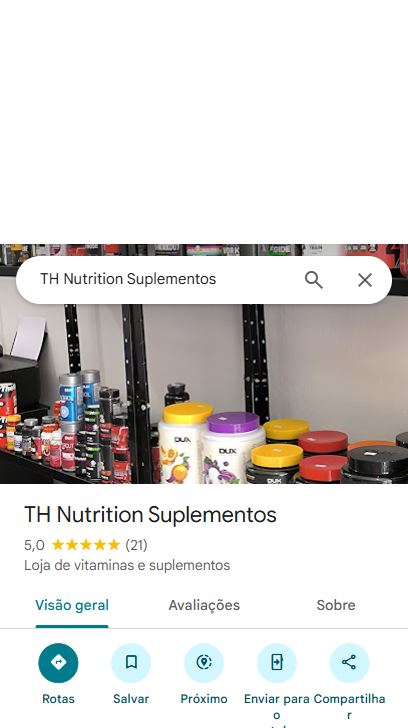 TH Nutrition Suplementos
DUX
DUX
DUX
TH Nutrition Suplementos
5,0 (21)
Loja de vitaminas e suplementos
Visão geral
Avaliações
Sobre
Rotas
Salvar
Próximo
Enviar para o
Compartilhar